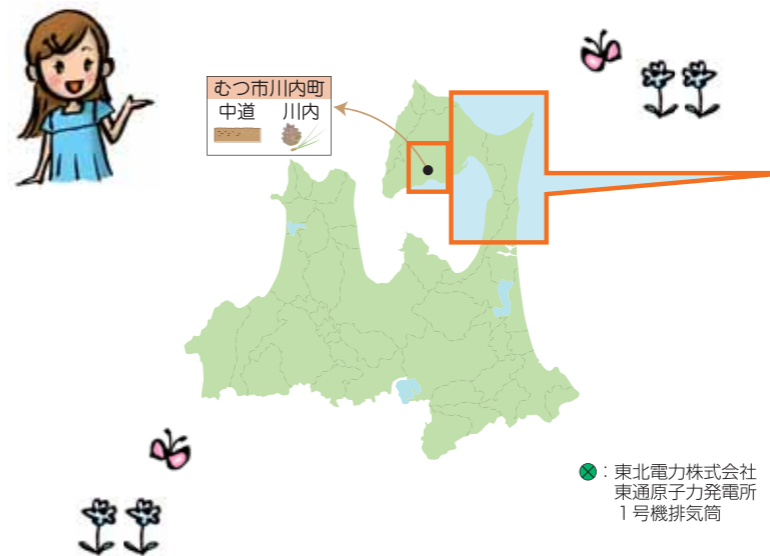 むつ市川内町
中道 川内
：東北電力株式会社
東通原子力発電所
１号機排気筒